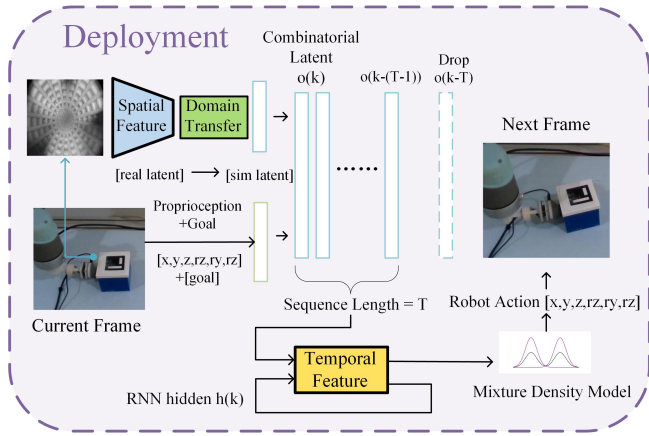 Deployment
Combinatorial
Latent
o(k)
o(k-(T-1))
Drop
o(k-T)
Spatial
Feature
Domain
Transfer
[real latent]
[sim latent]
......
Next Frame
Proprioception
+Goal
[x,y,z,rz,ry,rz]
+[goal]
Current Frame
Sequence Length = T
Robot Action [x,y,z,rz,ry,rz]
Temporal
Feature
RNN hidden h(k)
Mixture Density Model